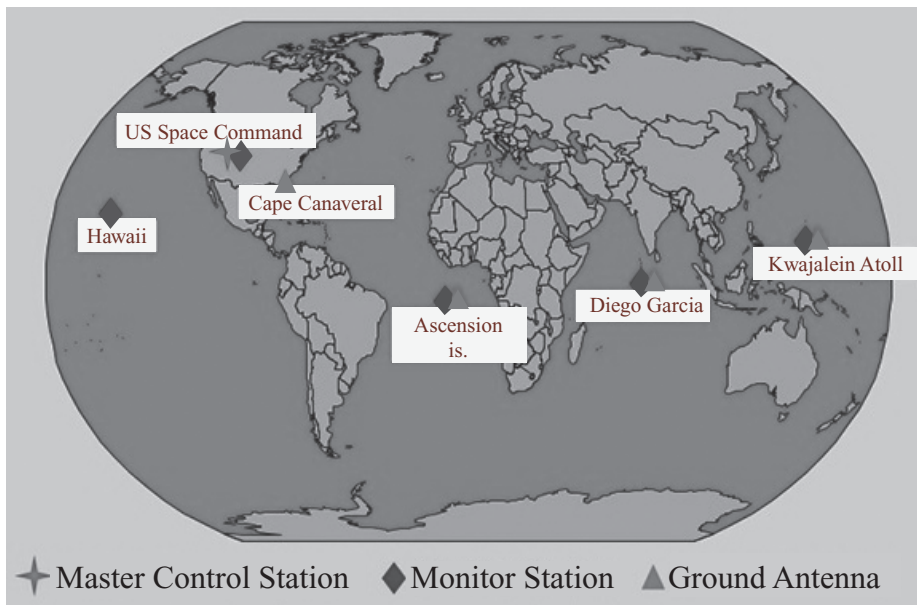 US Space Command
Cape Canaveral
Hawaii
Kwajalein Atoll
Diego Garcia
Ascension
is.
Master Control Station
Monitor Station
Ground Antenna